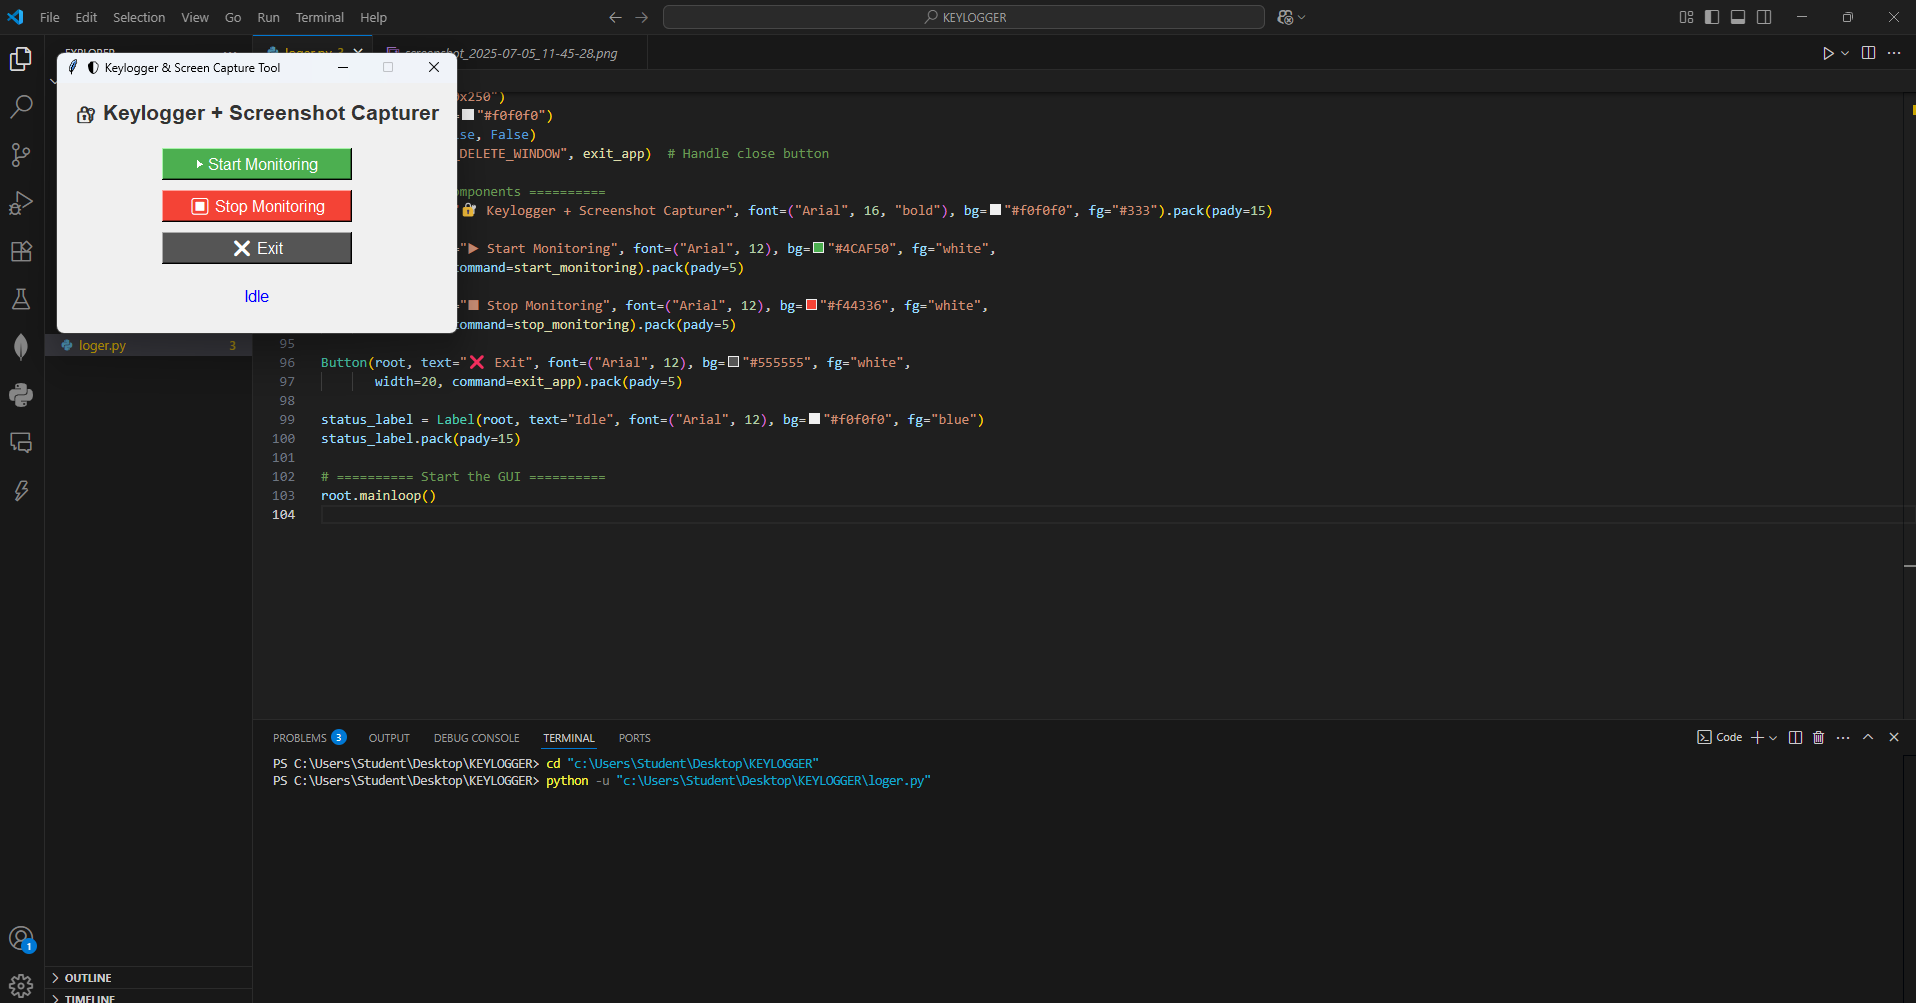 File Edit Selection View Go Run Terminal Help
KEYLOGGER
EXPLORER
loger.py 3
screenshot_2025-07-05_11-45-28.png
Keylogger & Screen Capture Tool
🔐 Keylogger + Screenshot Capturer
▶ Start Monitoring
Stop Monitoring
❌ Exit
Idle
loger.py 3
0x250")
="#f0f0f0")
lse, False)
_DELETE_WINDOW", exit_app)  # Handle close button
mponents ==========
"🔐 Keylogger + Screenshot Capturer", font=("Arial", 16, "bold"), bg="#f0f0f0", fg="#333").pack(pady=15)
="▶ Start Monitoring", font=("Arial", 12), bg="#4CAF50", fg="white",
command=start_monitoring).pack(pady=5)
="■ Stop Monitoring", font=("Arial", 12), bg="#f44336", fg="white",
command=stop_monitoring).pack(pady=5)
95
96 Button(root, text="❌ Exit", font=("Arial", 12), bg="#555555", fg="white",
97 width=20, command=exit_app).pack(pady=5)
98
99 status_label = Label(root, text="Idle", font=("Arial", 12), bg="#f0f0f0", fg="blue")
100 status_label.pack(pady=15)
101
102 # ========== Start the GUI ==========
103 root.mainloop()
104
PROBLEMS 3 OUTPUT DEBUG CONSOLE TERMINAL PORTS
Code
PS C:\Users\Student\Desktop\KEYLOGGER> cd "c:\Users\Student\Desktop\KEYLOGGER"
PS C:\Users\Student\Desktop\KEYLOGGER> python -u "c:\Users\Student\Desktop\KEYLOGGER\loger.py"
1
OUTLINE
TIMELINE